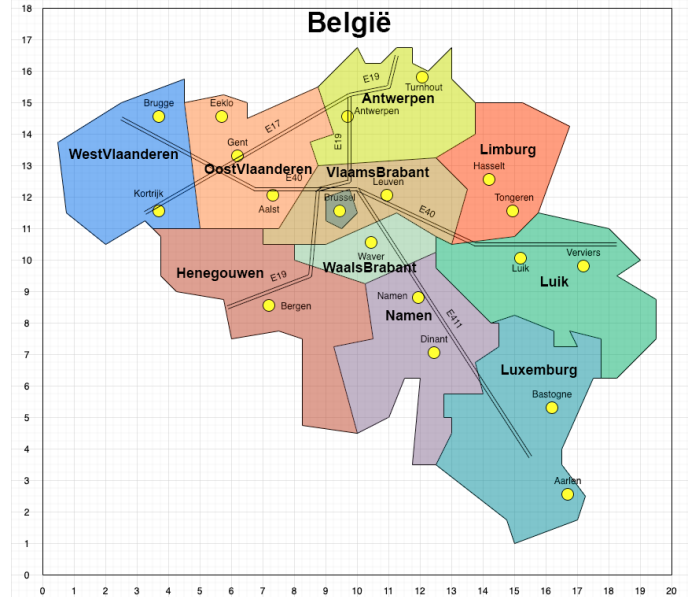 België
18
17
16
15
14
13
12
11
10
9
8
7
6
5
4
3
2
1
0
0 1 2 3 4 5 6 7 8 9 10 11 12 13 14 15 16 17 18 19 20
E19
Turnhout
Antwerpen
Brugge
Eeklo
Antwerpen
E17
E19
Gent
WestVlaanderen
OostVlaanderen
Limburg
Hasselt
VlaamsBrabant
E40
Leuven
Kortrijk
Aalst
Brussel
Tongeren
E40
Waver
WaalsBrabant
Verviers
Luik
Luik
Henegouwen
E19
Bergen
Namen
Namen
E411
Dinant
Luxemburg
Bastogne
Aarlen